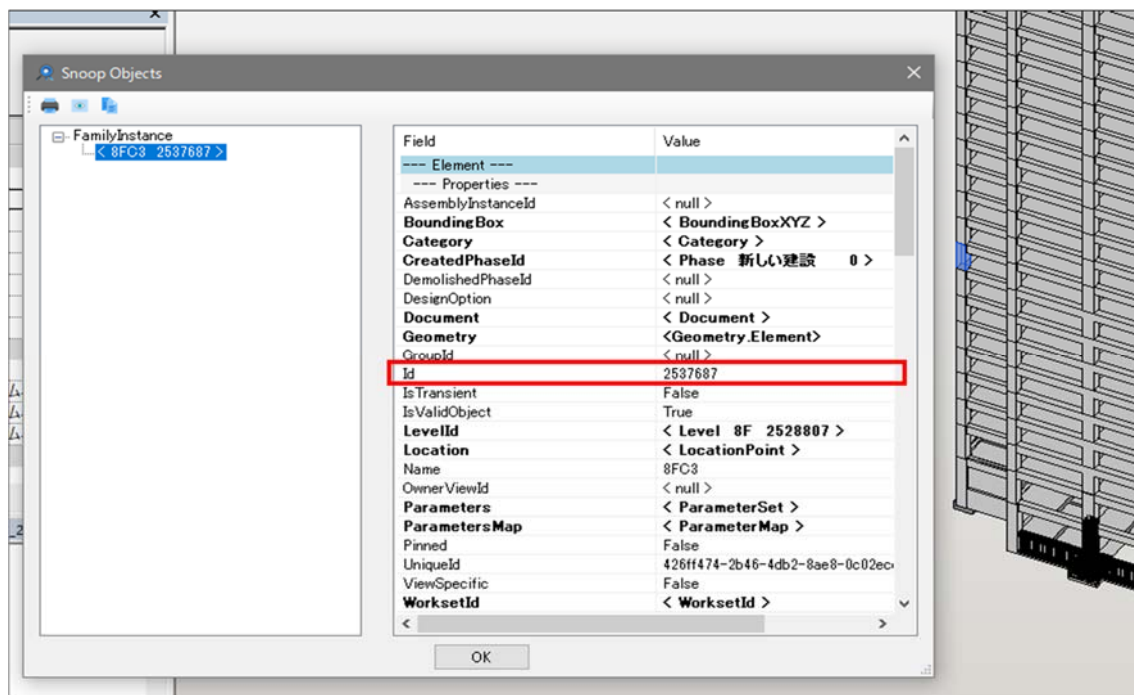 Snoop Objects
FamilyInstance
< 8FC3 2537687 >
Field Value
--- Element ---
--- Properties ---
AssemblyInstanceId < null >
BoundingBox < BoundingBoxXYZ >
Category < Category >
CreatedPhaseId < Phase 新しい建設 0 >
DemolishedPhaseId < null >
DesignOption < null >
Document < Document >
Geometry <Geometry.Element>
GroupId < null >
Id 2537687
IsTransient False
IsValidObject True
LevelId < Level 8F 2528807 >
Location < LocationPoint >
Name 8FC3
OwnerViewId < null >
Parameters < ParameterSet >
ParametersMap < ParameterMap >
Pinned False
UniqueId 426ff474-2b46-4db2-8ae8-0c02ec
ViewSpecific False
WorksetId < WorksetId >
OK